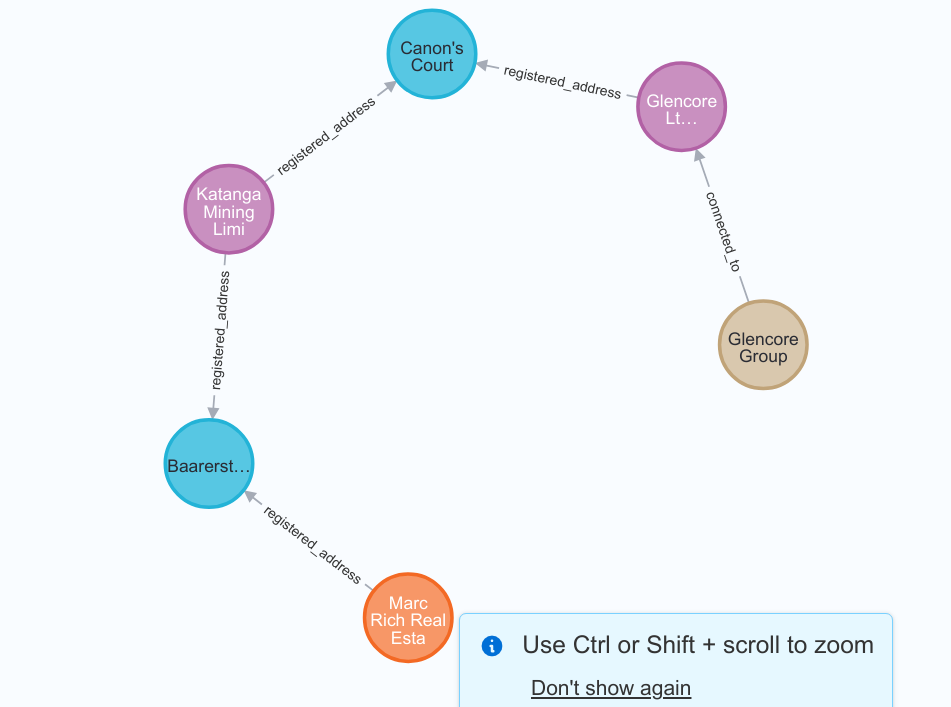 Canon's
Court
registered_address
Glencore
Lt…
registered_address
Katanga
Mining
Limi
connected_to
registered_address
Glencore
Group
Baarerst…
registered_address
Marc
Rich Real
Esta
Use Ctrl or Shift + scroll to zoom
Don't show again